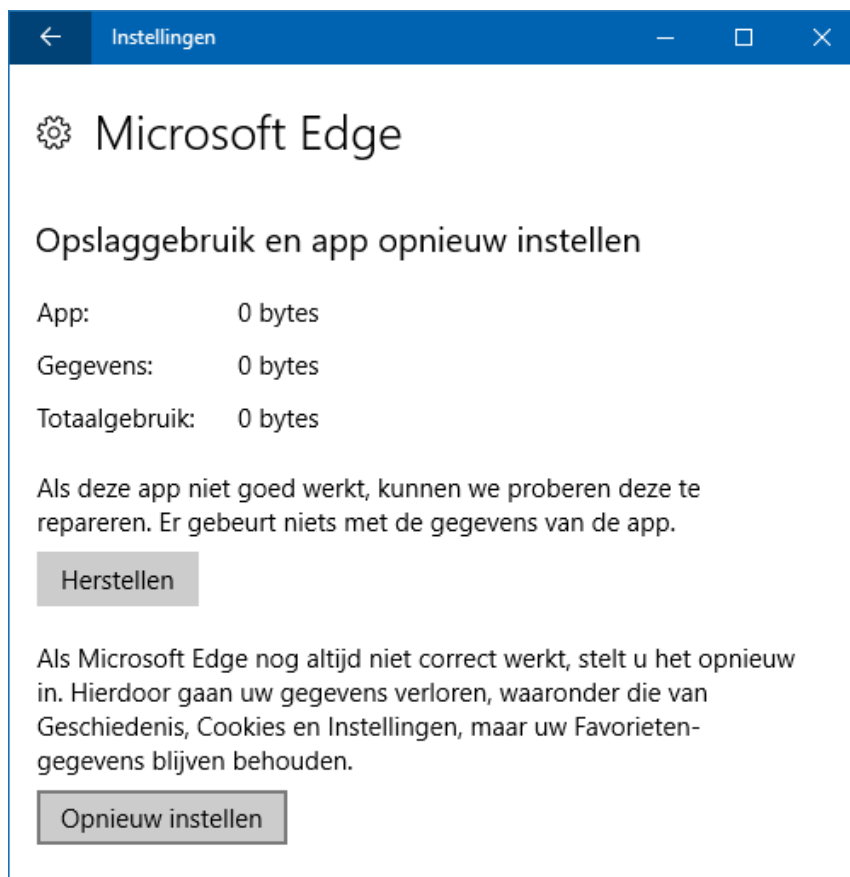 Instellingen
Microsoft Edge
Opslaggebruik en app opnieuw instellen
App: 0 bytes
Gegevens: 0 bytes
Totaalgebruik: 0 bytes
Als deze app niet goed werkt, kunnen we proberen deze te
repareren. Er gebeurt niets met de gegevens van de app.
Herstellen
Als Microsoft Edge nog altijd niet correct werkt, stelt u het opnieuw
in. Hierdoor gaan uw gegevens verloren, waaronder die van
Geschiedenis, Cookies en Instellingen, maar uw Favorieten-
gegevens blijven behouden.
Opnieuw instellen